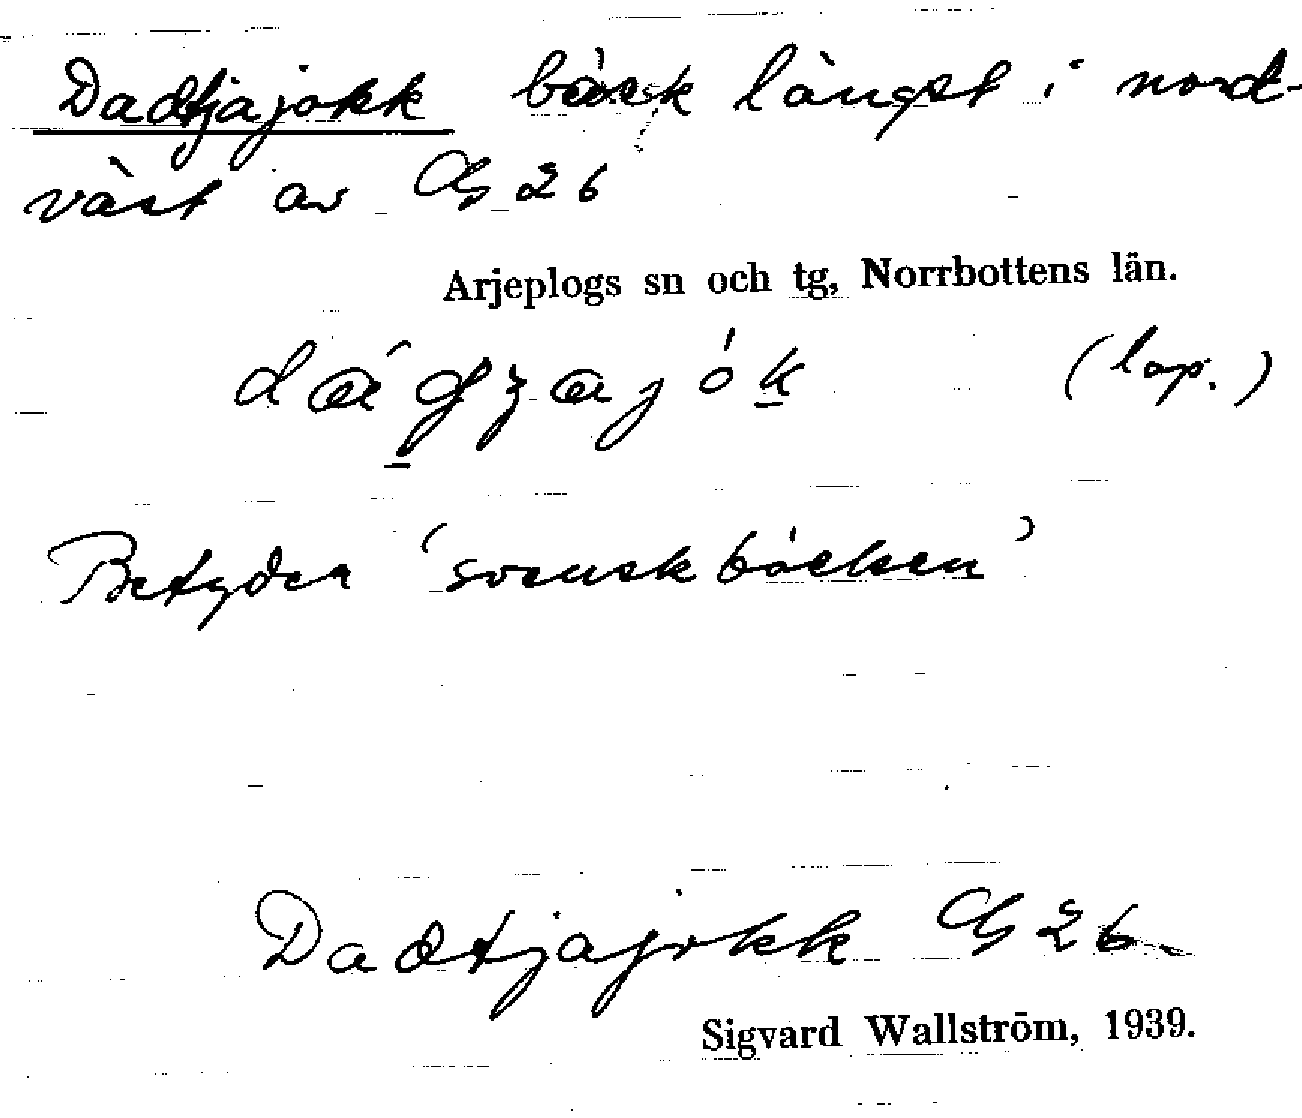 Dadtjajokk bäck längst i nord-
väst av G 26
Arjeplogs sn och tg, Norrbottens län.
(lap.)
Betyder 'svenskbäcken'
Dadtjajokk G 26
Sigvard Wallström, 1939.